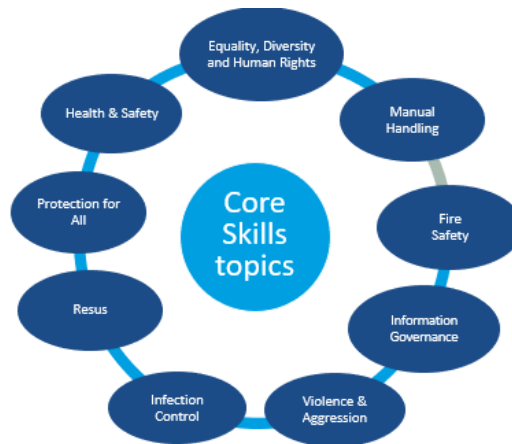 Equality, Diversity
and Human Rights
Manual
Handling
Fire
Safety
Information
Governance
Violence &
Aggression
Infection
Control
Resus
Protection for
All
Health & Safety
Core
Skills
topics